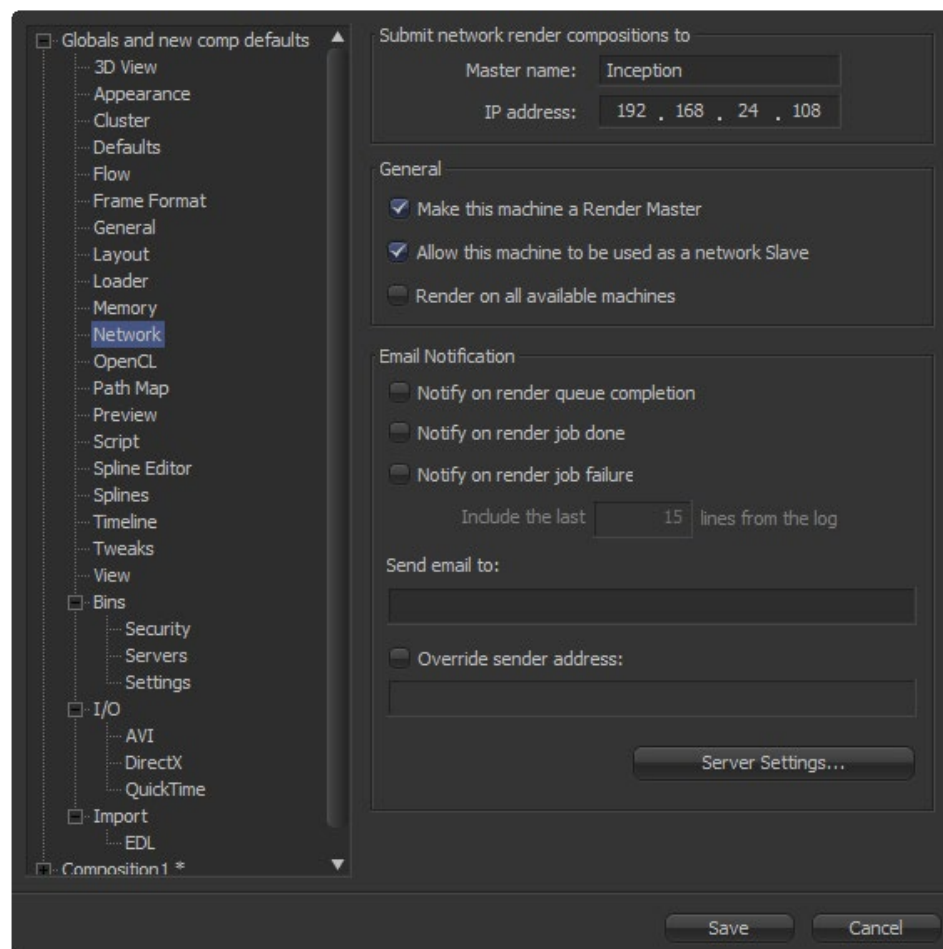 Globals and new comp defaults
3D View
Appearance
Cluster
Defaults
Flow
Frame Format
General
Layout
Loader
Memory
Network
OpenCL
Path Map
Preview
Script
Spline Editor
Splines
Timeline
Tweaks
View
Bins
Security
Servers
Settings
I/O
AVI
DirectX
QuickTime
Import
EDL
Composition1 *
Submit network render compositions to
Master name: Inception
IP address: 192 . 168 . 24 . 108
General
Make this machine a Render Master
Allow this machine to be used as a network Slave
Render on all available machines
Email Notification
Notify on render queue completion
Notify on render job done
Notify on render job failure
Include the last 15 lines from the log
Send email to:
Override sender address:
Server Settings...
Save Cancel